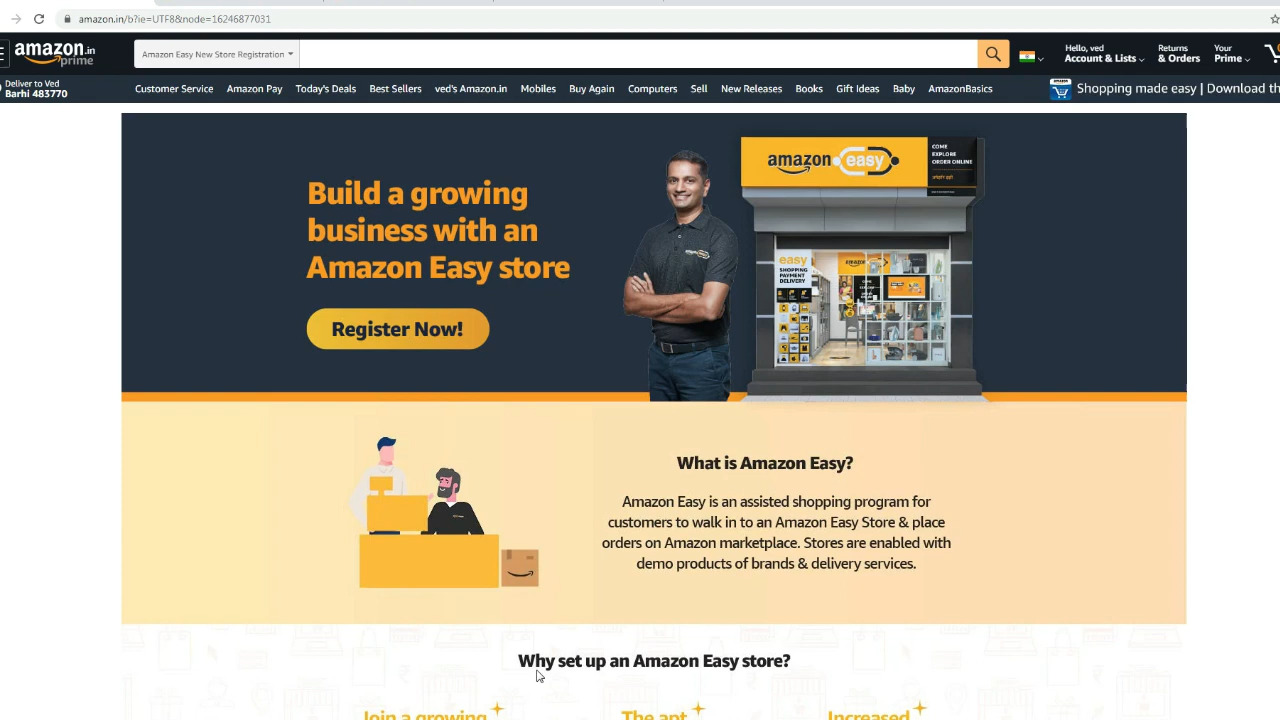 amazon.in/b?ie=UTF8&node=16246877031
amazon.in
prime
Amazon Easy New Store Registration
Hello, ved
Account & Lists
Returns
& Orders
Your
Prime
Deliver to Ved
Barhi 483770
Customer Service Amazon Pay Today's Deals Best Sellers ved's Amazon.in Mobiles Buy Again Computers Sell New Releases Books Gift Ideas Baby AmazonBasics
Shopping made easy | Download th
Build a growing
business with an
Amazon Easy store
Register Now!
amazon easy
COME
EXPLORE
ORDER ONLINE
easy
SHOPPING
PAYMENT
DELIVERY
What is Amazon Easy?
Amazon Easy is an assisted shopping program for
customers to walk in to an Amazon Easy Store & place
orders on Amazon marketplace. Stores are enabled with
demo products of brands & delivery services.
Why set up an Amazon Easy store?
Join a growing
The apt
Increased